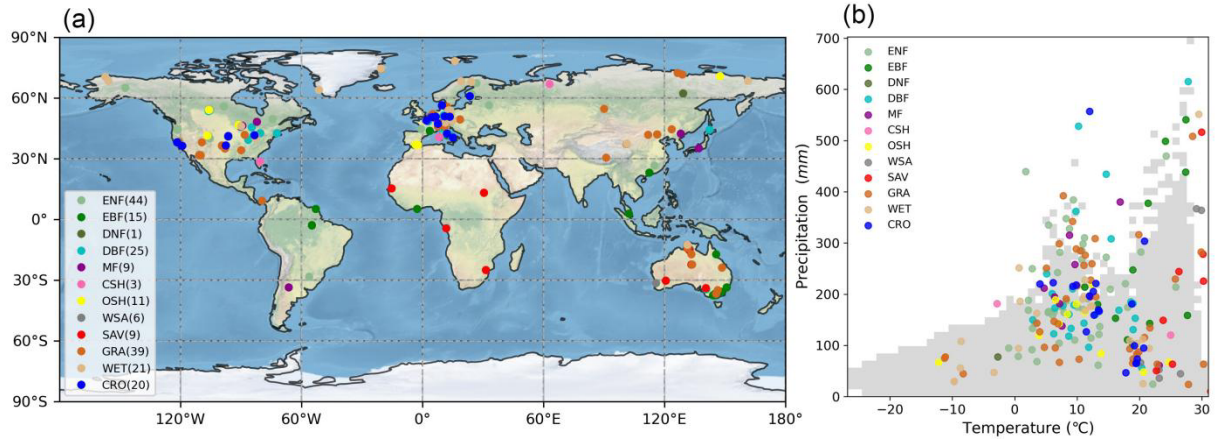 (a)
90°N
60°N
30°N
0°
30°S
60°S
90°S
120°W
60°W
0°
60°E
120°E
180°
ENF(44)
EBF(15)
DNF(1)
DBF(25)
MF(9)
CSH(3)
OSH(11)
WSA(6)
SAV(9)
GRA(39)
WET(21)
CRO(20)
(b)
Precipitation (mm)
700
600
500
400
300
200
100
0
−20
−10
0
10
20
30
Temperature (℃)
ENF
EBF
DNF
DBF
MF
CSH
OSH
WSA
SAV
GRA
WET
CRO